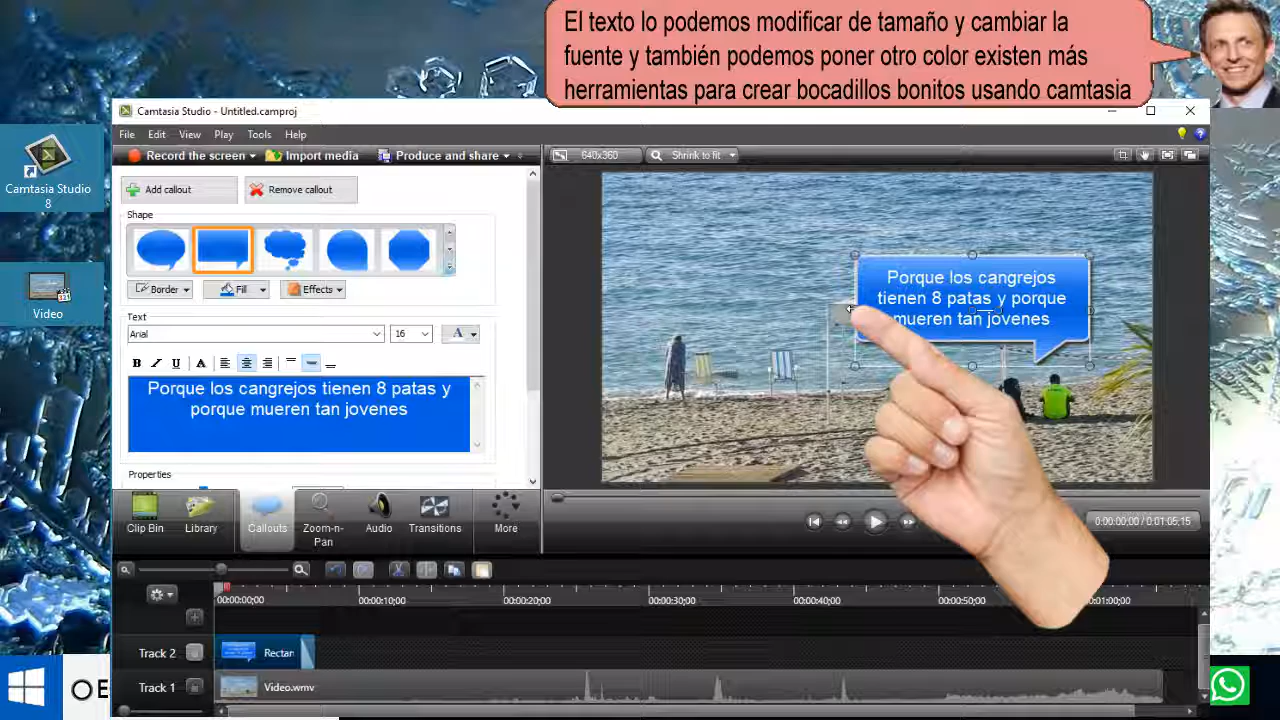 El texto lo podemos modificar de tamaño y cambiar la
fuente y también podemos poner otro color existen más
herramientas para crear bocadillos bonitos usando camtasia
Camtasia Studio
8
Video
Camtasia Studio - Untitled.camproj
File Edit View Play Tools Help
Record the screen Import media Produce and share
640x360 Shrink to fit
Add callout Remove callout
Shape
Border Fill Effects
Text
Arial 16 A
B I U A
Porque los cangrejos tienen 8 patas y
porque mueren tan jovenes
Properties
Porque los cangrejos
tienen 8 patas y porque
mueren tan jovenes
Clip Bin Library Callouts Zoom-n-
Pan Audio Transitions More
0:00:00;00 / 0:01:05;15
00:00:00;00 00:00:10;00 00:00:20;00 00:00:30;00 00:00:40;00 00:00:50;00 00:01:00;00
Track 2 Rectan
Track 1 Video.wmv
E